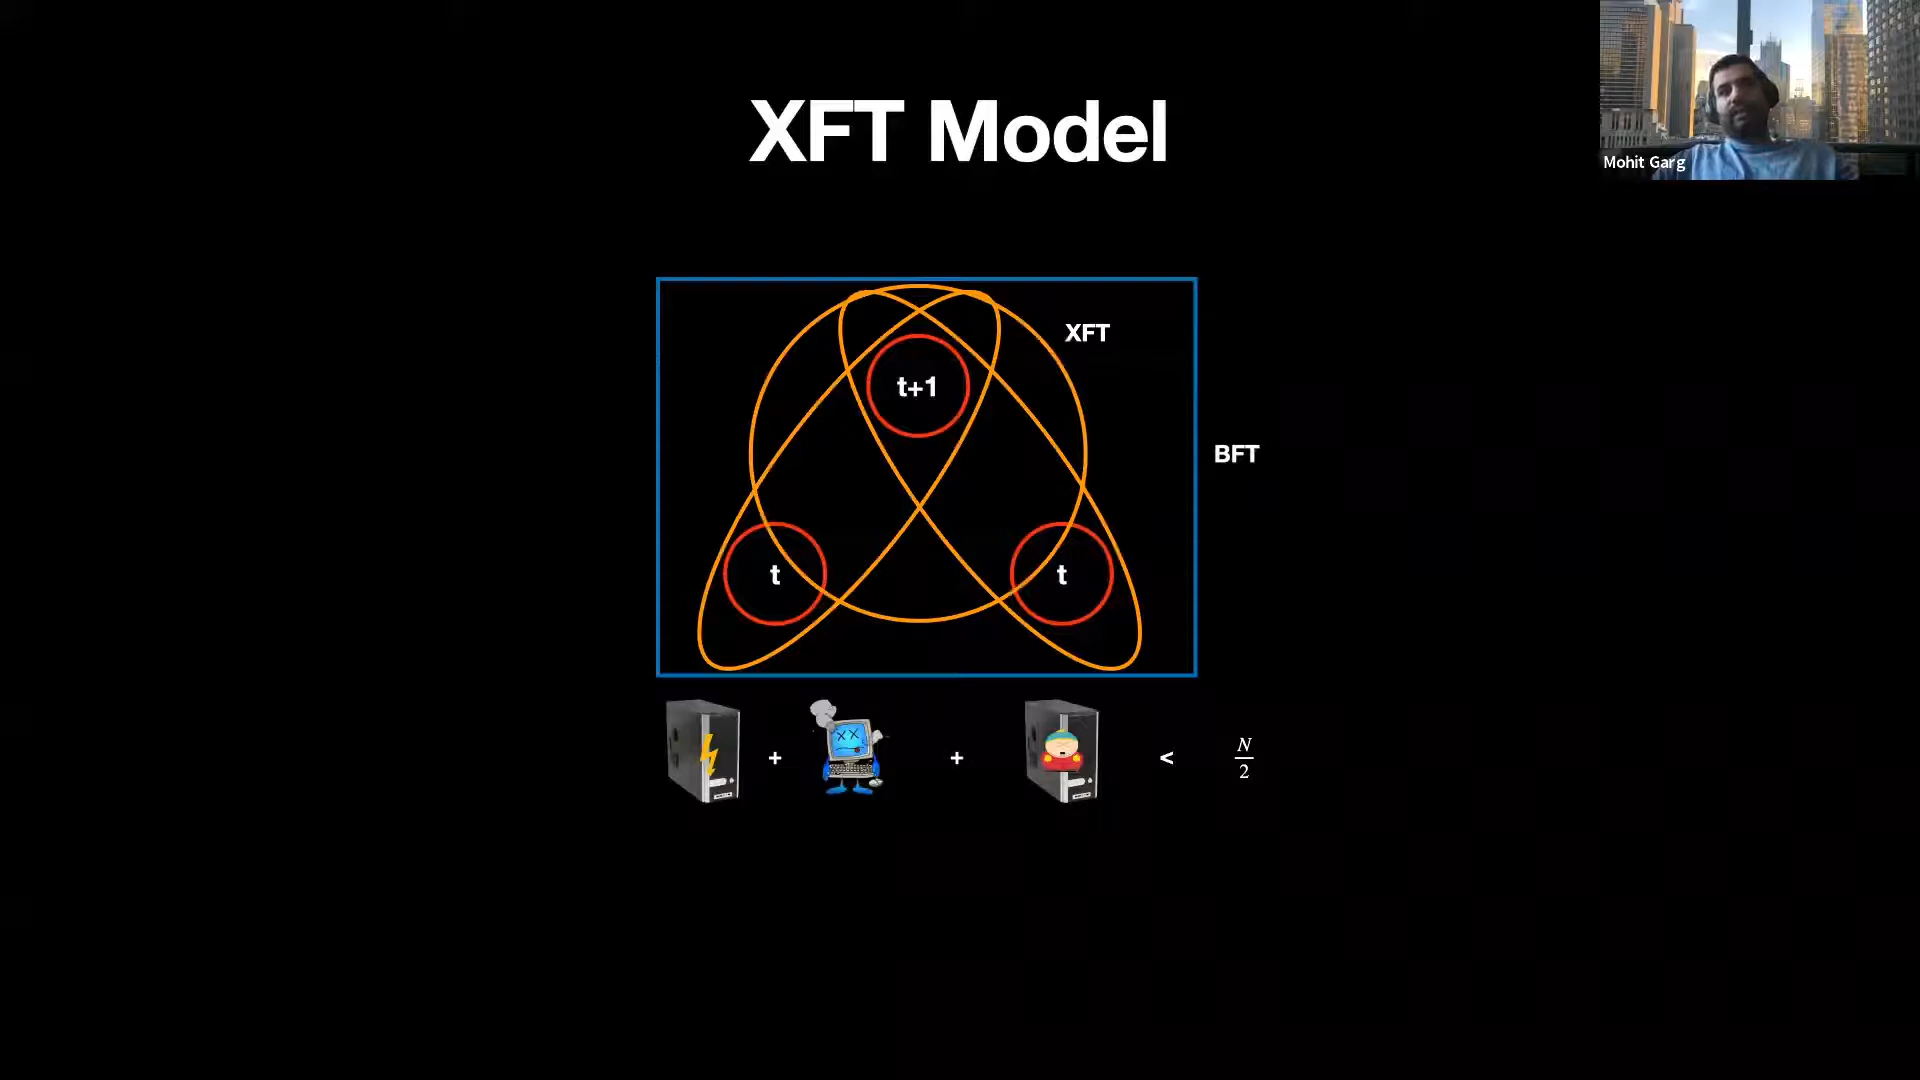 XFT Model
Mohit Garg
XFT
t+1
BFT
t
t
+
+
<
N
2